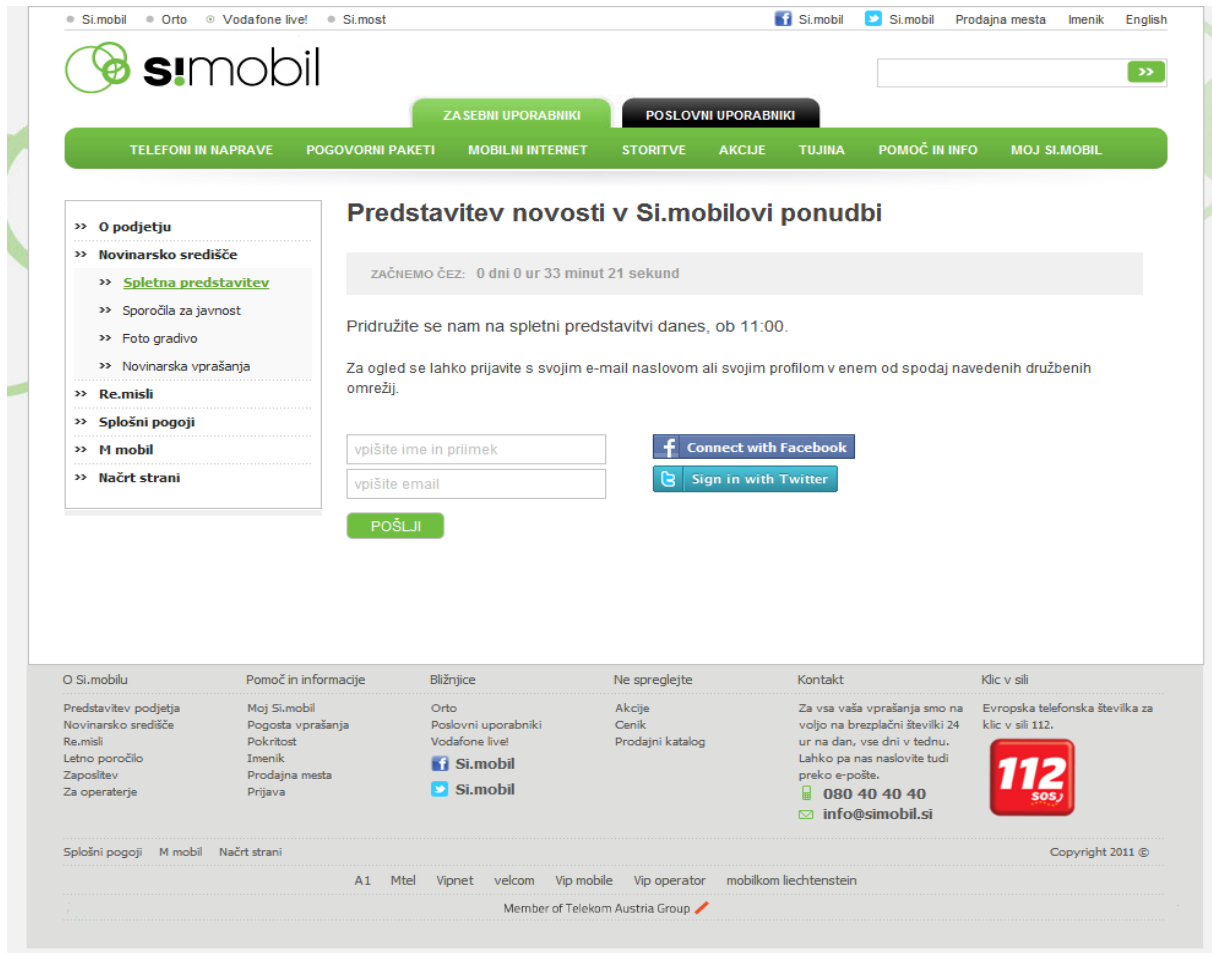 Si.mobil Orto Vodafone live! Si.most Si.mobil Si.mobil Prodajna mesta Imenik English
s!mobil
>>
ZASEBNI UPORABNIKI POSLOVNI UPORABNIKI
TELEFONI IN NAPRAVE POGOVORNI PAKETI MOBILNI INTERNET STORITVE AKCIJE TUJINA POMOČ IN INFO MOJ SI.MOBIL
>> O podjetju
>> Novinarsko središče
>> Spletna predstavitev
>> Sporočila za javnost
>> Foto gradivo
>> Novinarska vprašanja
>> Re.misli
>> Splošni pogoji
>> M mobil
>> Načrt strani
Predstavitev novosti v Si.mobilovi ponudbi
ZAČNEMO ČEZ: 0 dni 0 ur 33 minut 21 sekund
Pridružite se nam na spletni predstavitvi danes, ob 11:00.
Za ogled se lahko prijavite s svojim e-mail naslovom ali svojim profilom v enem od spodaj navedenih družbenih
omrežij.
vpišite ime in priimek
vpišite email
POŠLJI
Connect with Facebook
Sign in with Twitter
O Si.mobilu
Predstavitev podjetja
Novinarsko središče
Re.misli
Letno poročilo
Zaposlitev
Za operaterje
Pomoč in informacije
Moj Si.mobil
Pogosta vprašanja
Pokritost
Imenik
Prodajna mesta
Prijava
Bližnjice
Orto
Poslovni uporabniki
Vodafone live!
Si.mobil
Si.mobil
Ne spreglejte
Akcije
Cenik
Prodajni katalog
Kontakt
Za vsa vaša vprašanja smo na
voljo na brezplačni številki 24
ur na dan, vse dni v tednu.
Lahko pa nas naslovite tudi
preko e-pošte.
080 40 40 40
info@simobil.si
Klic v sili
Evropska telefonska številka za
klic v sili 112.
112
SOS
Splošni pogoji M mobil Načrt strani Copyright 2011 ©
A1 Mtel Vipnet velcom Vip mobile Vip operator mobilkom liechtenstein
Member of Telekom Austria Group